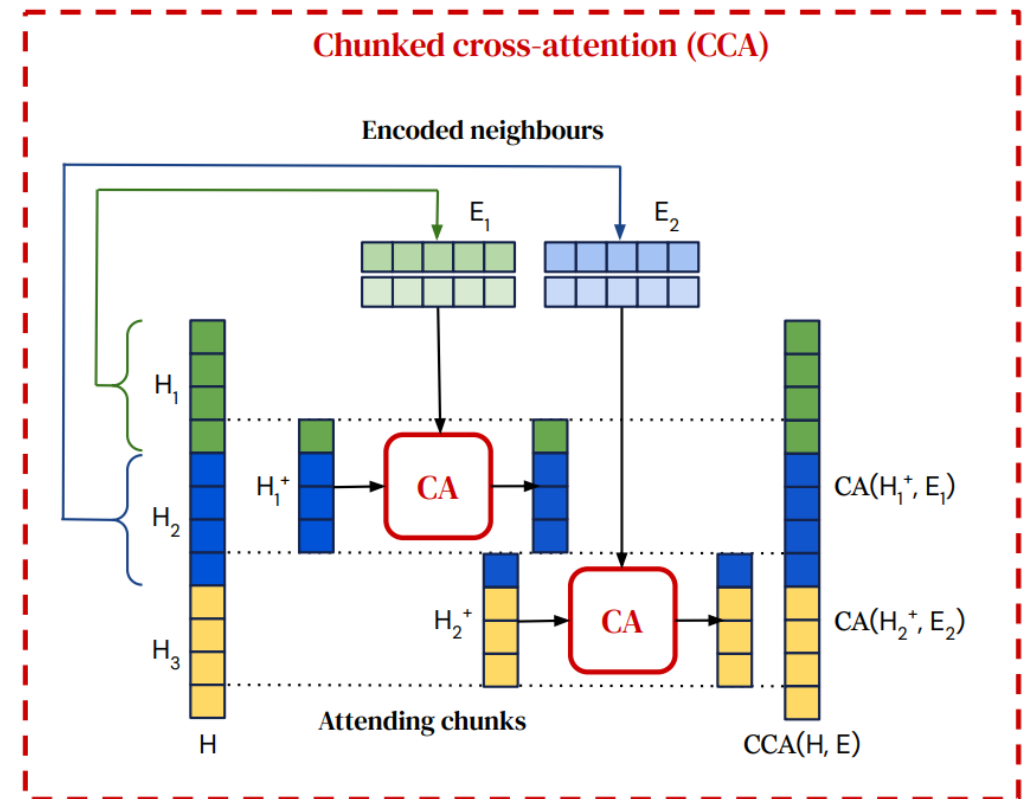 Chunked cross-attention (CCA)
Encoded neighbours
E₁
E₂
H₁
H₁⁺
CA
CA(H₁⁺, E₁)
H₂
H₂⁺
CA
CA(H₂⁺, E₂)
H₃
Attending chunks
H
CCA(H, E)